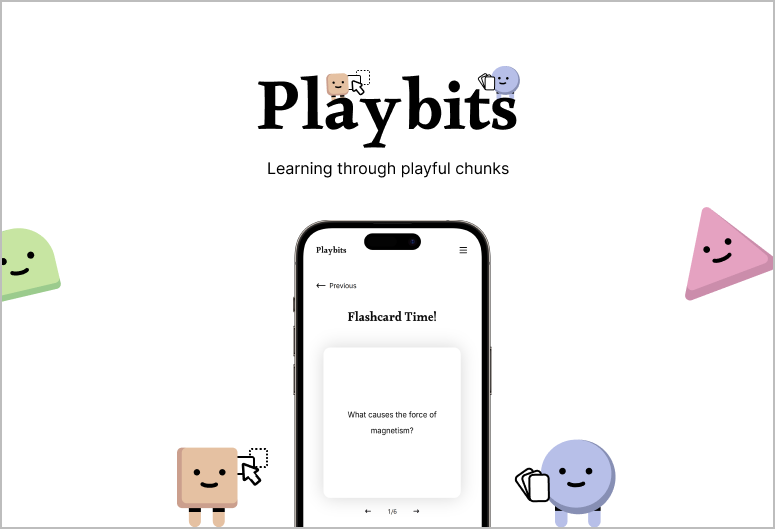 Playbits
Learning through playful chunks
Playbits
← Previous
Flashcard Time!
What causes the force of
magnetism?
← 1/6 →